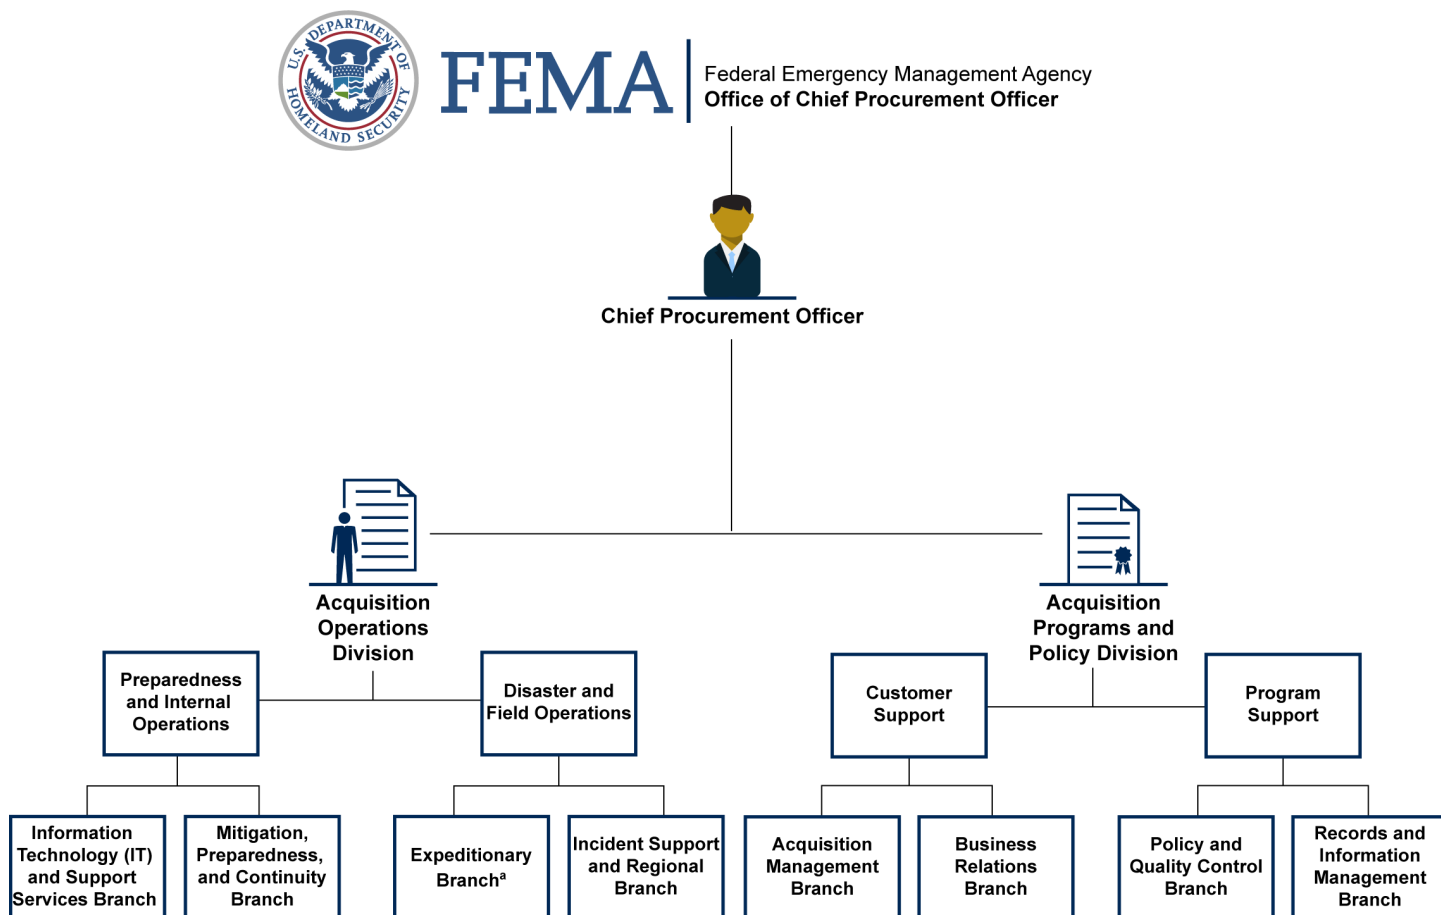 U.S. DEPARTMENT OF
HOMELAND SECURITY
FEMA
Federal Emergency Management Agency
Office of Chief Procurement Officer
Chief Procurement Officer
Acquisition
Operations
Division
Acquisition
Programs and
Policy Division
Preparedness
and Internal
Operations
Disaster and
Field Operations
Customer
Support
Program
Support
Information
Technology (IT)
and Support
Services Branch
Mitigation,
Preparedness,
and Continuity
Branch
Expeditionary
Branchª
Incident Support
and Regional
Branch
Acquisition
Management
Branch
Business
Relations
Branch
Policy and
Quality Control
Branch
Records and
Information
Management
Branch